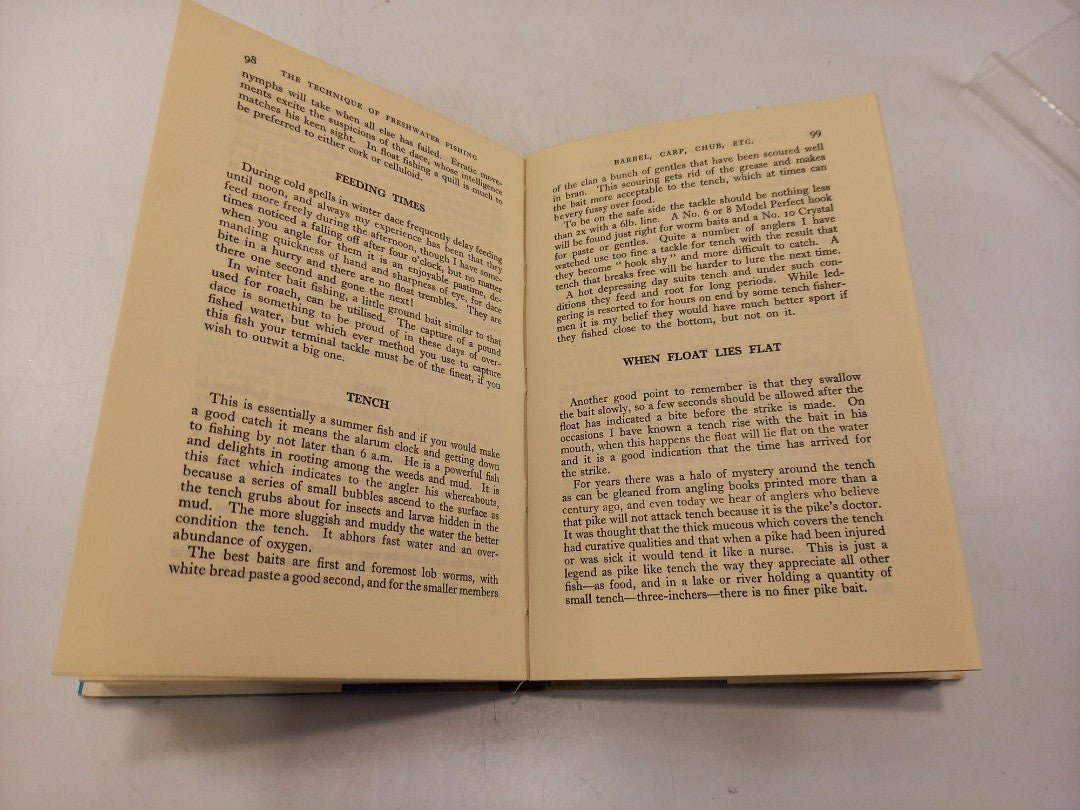 98
THE TECHNIQUE OF FRESHWATER FISHING
nymphs will take when all else has failed. Erratic move-
ments excite the suspicions of the dace, whose intelligence
matches his keen sight. In float fishing a quill is much to
be preferred to either cork or celluloid.
FEEDING TIMES
During cold spells in winter dace frequently delay feeding
until noon, and always my experience has been that they
feed more freely during the afternoon, though I have some-
times noticed a falling off after four o'clock, but no matter
when you angle for them it is an enjoyable pastime, de-
manding quickness of hand and sharpness of eye, for dace
bite in a hurry and there are no float trembles. They are
there one second and gone the next!
In winter bait fishing, a little ground bait similar to that
used for roach, can be utilised. The capture of a pound
dace is something to be proud of in these days of over-
fished water, but which ever method you use to capture
this fish your terminal tackle must be of the finest, if you
wish to outwit a big one.
TENCH
This is essentially a summer fish and if you would make
a good catch it means the alarum clock and getting down
to fishing by not later than 6 a.m. He is a powerful fish
and delights in rooting among the weeds and mud. It is
this fact which indicates to the angler his whereabouts,
because a series of small bubbles ascend to the surface as
the tench grubs about for insects and larvæ hidden in the
mud. The more sluggish and muddy the water the better
condition the tench. It abhors fast water and an over-
abundance of oxygen.
The best baits are first and foremost lob worms, with
white bread paste a good second, and for the smaller members
BARBEL, CARP, CHUB, ETC.
99
of the clan a bunch of gentles that have been scoured well
in bran. This scouring gets rid of the grease and makes
the bait more acceptable to the tench, which at times can
bevery fussy over food.
To be on the safe side the tackle should be nothing less
than 2x with a 6lb. line. A No. 6 or 8 Model Perfect hook
will be found just right for worm baits and a No. 10 Crystal
for paste or gentles. Quite a number of anglers I have
watched use too fine a tackle for tench with the result that
they become "hook shy" and more difficult to catch. A
tench that breaks free will be harder to lure the next time.
A hot depressing day suits tench and under such con-
ditions they feed and root for long periods. While led-
gering is resorted to for hours on end by some tench fisher-
men it is my belief they would have much better sport if
they fished close to the bottom, but not on it.
WHEN FLOAT LIES FLAT
Another good point to remember is that they swallow
the bait slowly, so a few seconds should be allowed after the
float has indicated a bite before the strike is made. On
occasions I have known a tench rise with the bait in his
mouth, when this happens the float will lie flat on the water
and it is a good indication that the time has arrived for
the strike.
For years there was a halo of mystery around the tench
as can be gleaned from angling books printed more than a
century ago, and even today we hear of anglers who believe
that pike will not attack tench because it is the pike's doctor.
It was thought that the thick mucous which covers the tench
had curative qualities and that when a pike had been injured
or was sick it would tend it like a nurse. This is just a
legend as pike like tench the way they appreciate all other
fish—as food, and in a lake or river holding a quantity of
small tench—three-inchers—there is no finer pike bait.